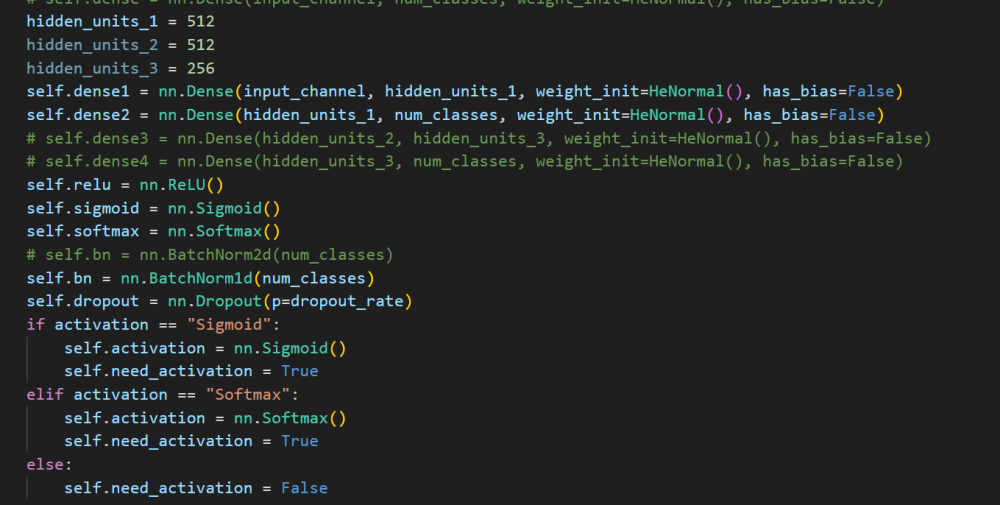 # self.dense = nn.Dense(input_channel, num_classes, weight_init=HeNormal(), has_bias=False)
hidden_units_1 = 512
hidden_units_2 = 512
hidden_units_3 = 256
self.dense1 = nn.Dense(input_channel, hidden_units_1, weight_init=HeNormal(), has_bias=False)
self.dense2 = nn.Dense(hidden_units_1, num_classes, weight_init=HeNormal(), has_bias=False)
# self.dense3 = nn.Dense(hidden_units_2, hidden_units_3, weight_init=HeNormal(), has_bias=False)
# self.dense4 = nn.Dense(hidden_units_3, num_classes, weight_init=HeNormal(), has_bias=False)
self.relu = nn.ReLU()
self.sigmoid = nn.Sigmoid()
self.softmax = nn.Softmax()
# self.bn = nn.BatchNorm2d(num_classes)
self.bn = nn.BatchNorm1d(num_classes)
self.dropout = nn.Dropout(p=dropout_rate)
if activation == "Sigmoid":
    self.activation = nn.Sigmoid()
    self.need_activation = True
elif activation == "Softmax":
    self.activation = nn.Softmax()
    self.need_activation = True
else:
    self.need_activation = False